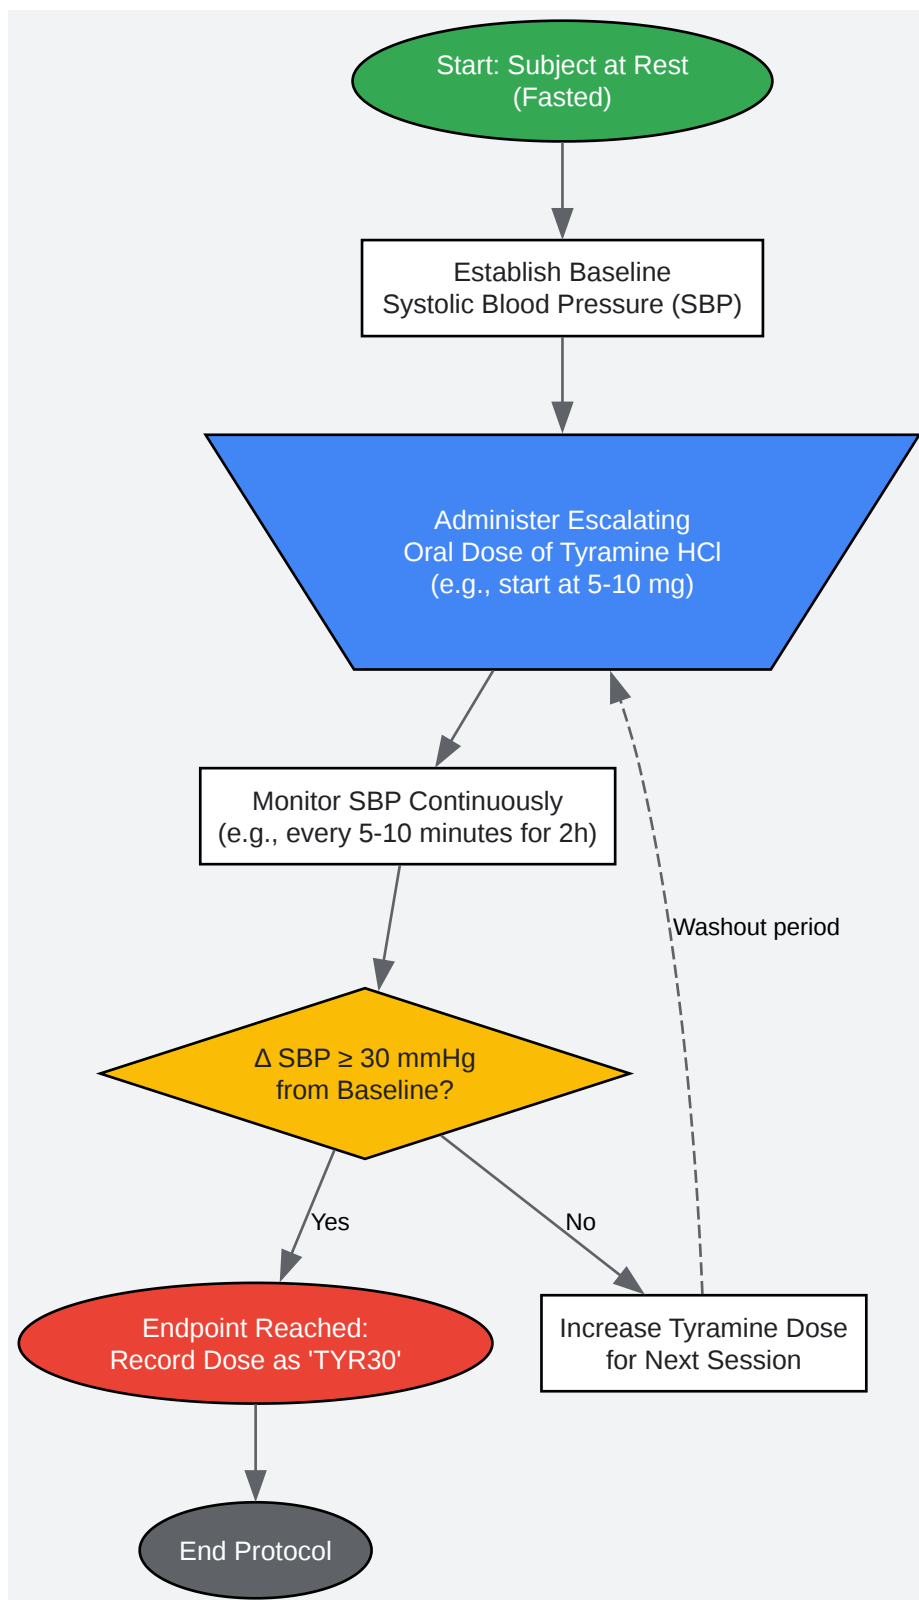 Start: Subject at Rest
(Fasted)
Establish Baseline
Systolic Blood Pressure (SBP)
Administer Escalating
Oral Dose of Tyramine HCl
(e.g., start at 5-10 mg)
Monitor SBP Continuously
(e.g., every 5-10 minutes for 2h)
Washout period
Δ SBP ≥ 30 mmHg
from Baseline?
Yes
No
Endpoint Reached:
Record Dose as 'TYR30'
Increase Tyramine Dose
for Next Session
End Protocol